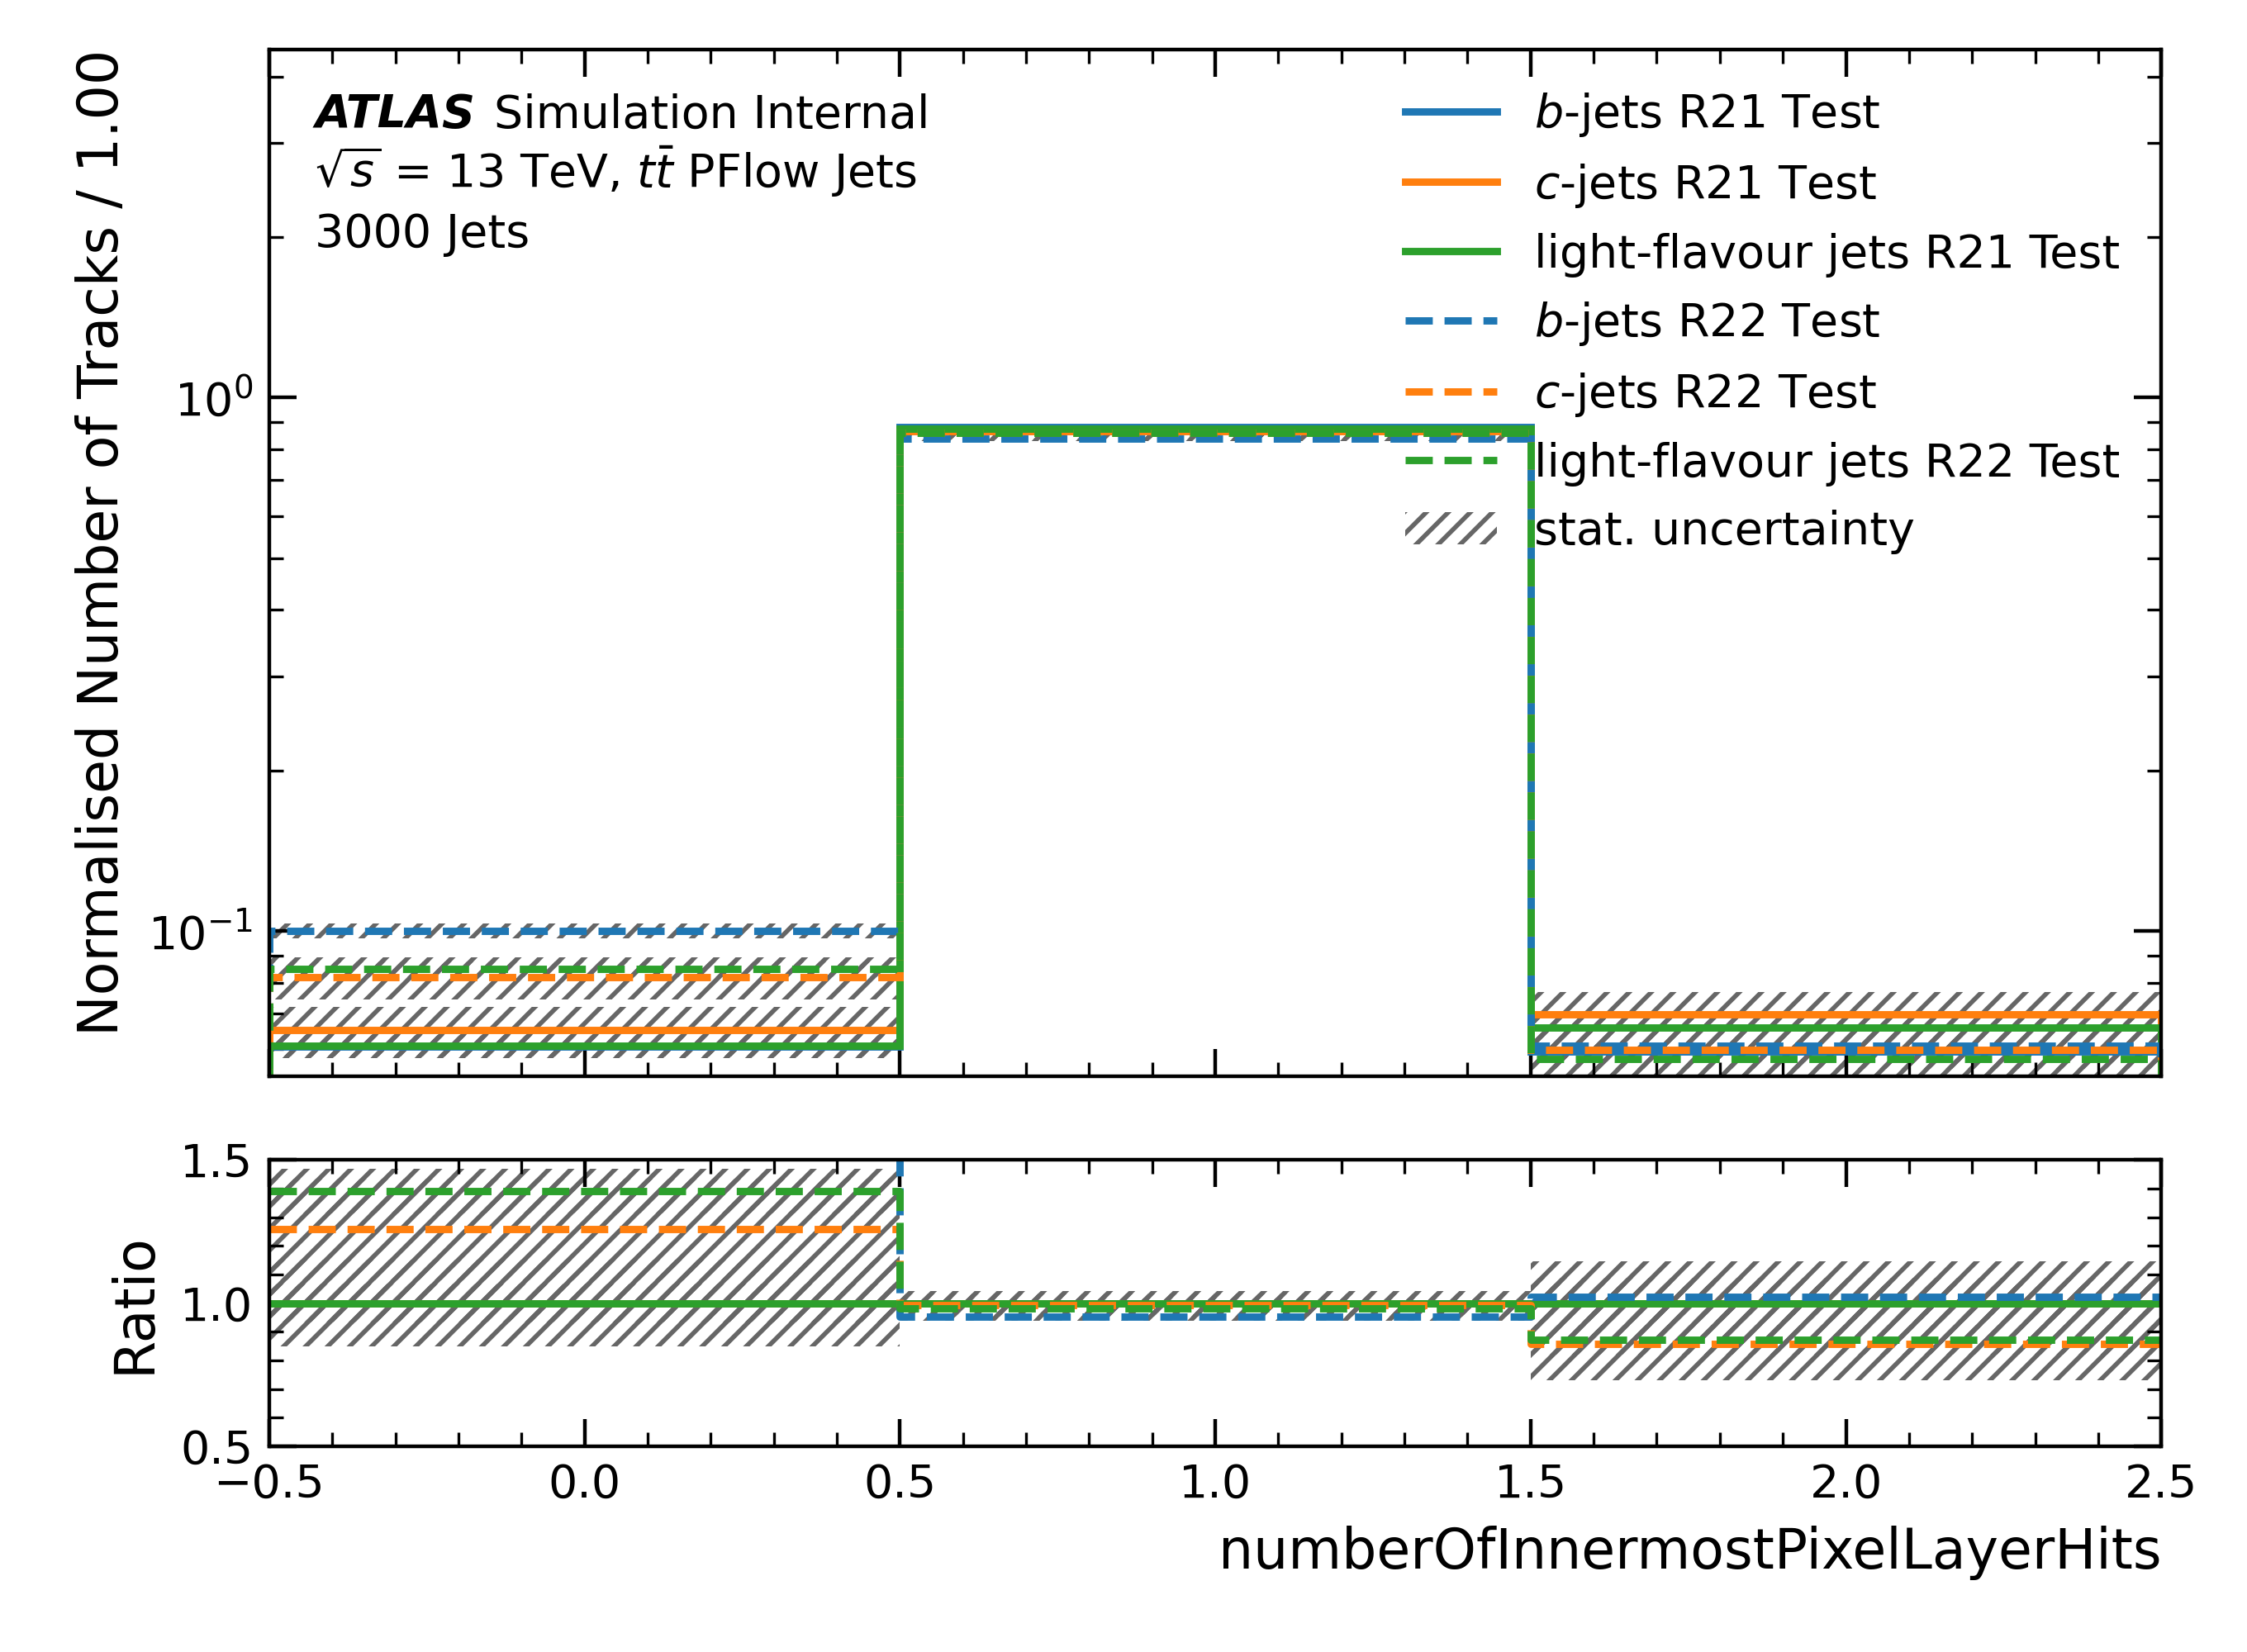 Normalised Number of Tracks / 1.00
ATLAS Simulation Internal
√s = 13 TeV, tt̄ PFlow Jets
3000 Jets
b-jets R21 Test
c-jets R21 Test
light-flavour jets R21 Test
b-jets R22 Test
c-jets R22 Test
light-flavour jets R22 Test
stat. uncertainty
10⁰
10⁻¹
Ratio
1.5
1.0
0.5
−0.5 0.0 0.5 1.0 1.5 2.0 2.5
numberOfInnermostPixelLayerHits